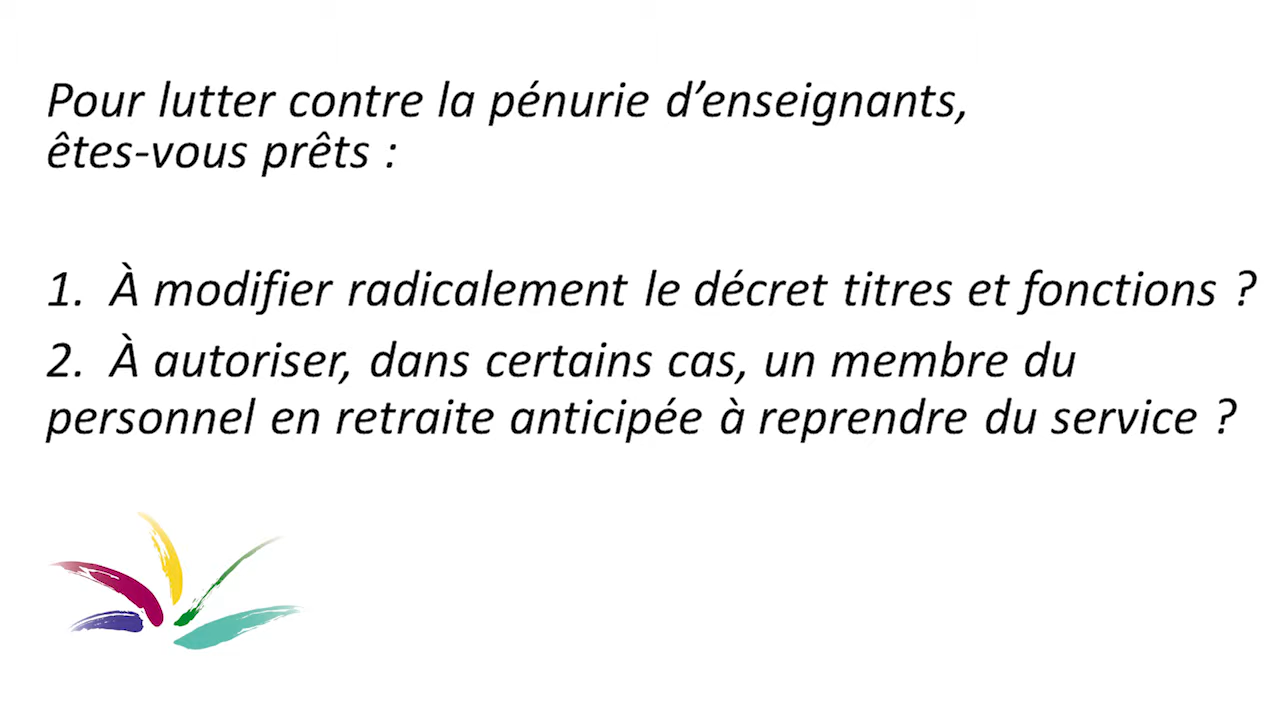 Pour lutter contre la pénurie d’enseignants,
êtes-vous prêts :
1. À modifier radicalement le décret titres et fonctions ?
2. À autoriser, dans certains cas, un membre du
personnel en retraite anticipée à reprendre du service ?